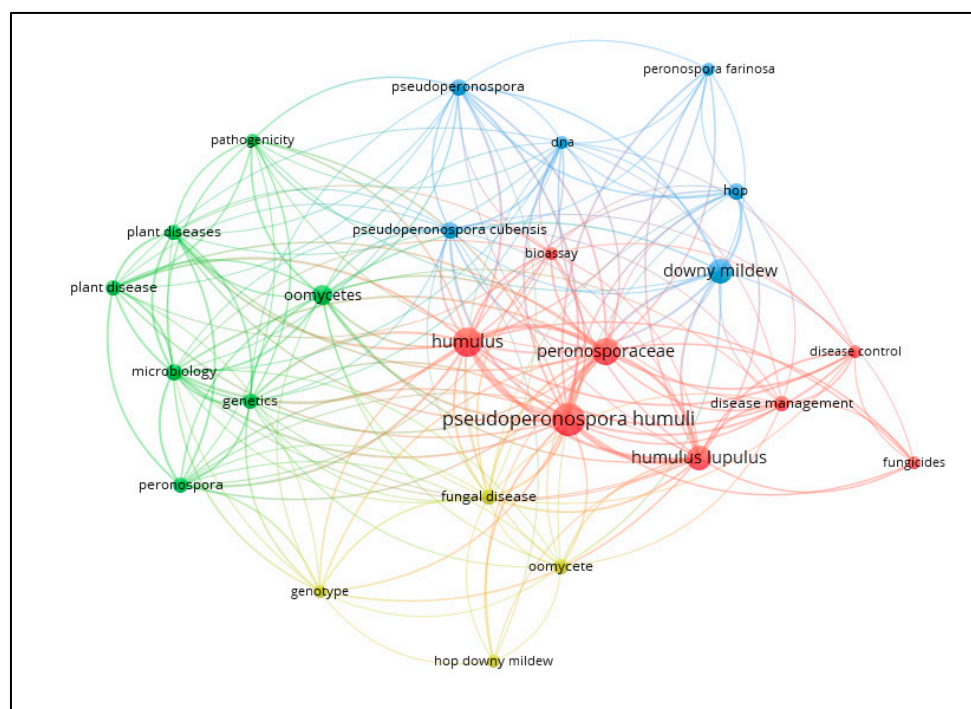 peronospora farinosa
pseudoperonospora
pathogenicity
dna
hop
plant diseases
pseudoperonospora cubensis
bioassay
downy mildew
plant disease
oomycetes
humulus
peronosporaceae
disease control
microbiology
genetics
disease management
pseudoperonospora humuli
humulus lupulus
fungicides
peronospora
fungal disease
oomycete
genotype
hop downy mildew